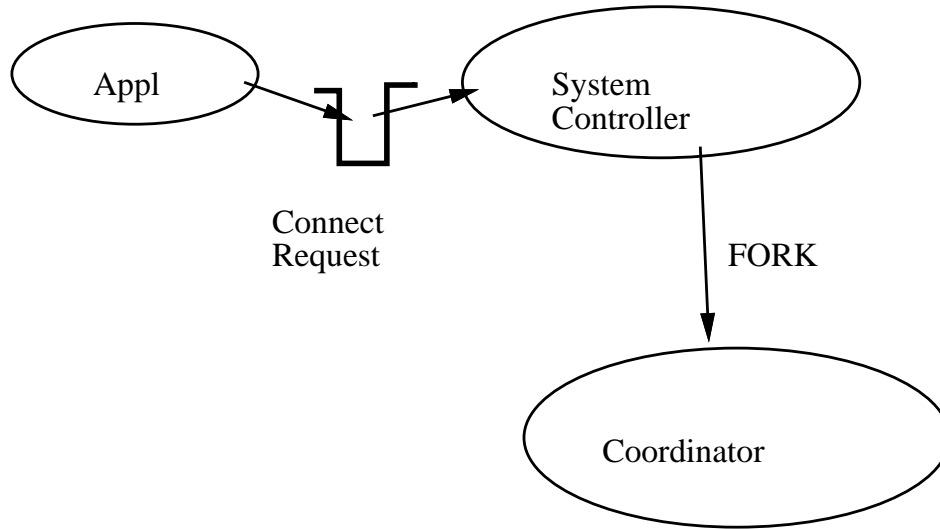 Appl
System
Controller
Connect
Request
FORK
Coordinator